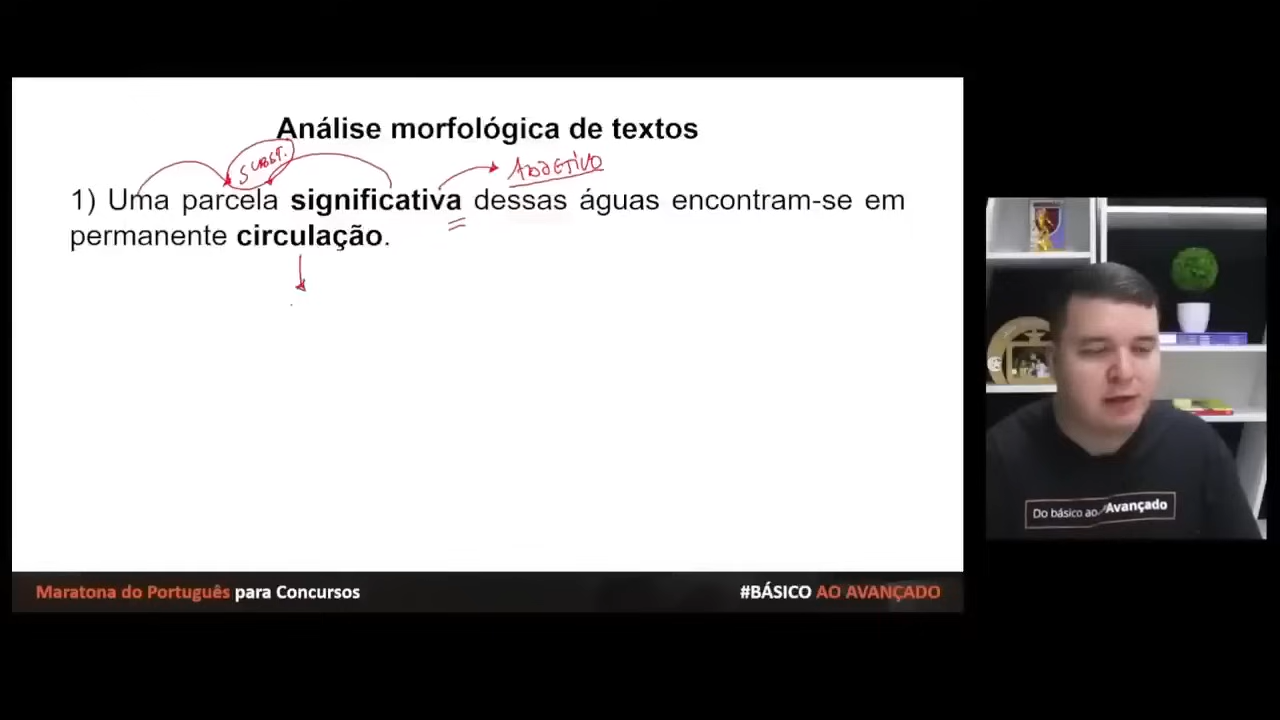 Análise morfológica de textos
SUBST.
ADJETIVO
1) Uma parcela significativa dessas águas encontram-se em
permanente circulação.
Do básico ao Avançado
Maratona do Português para Concursos
#BÁSICO AO AVANÇADO